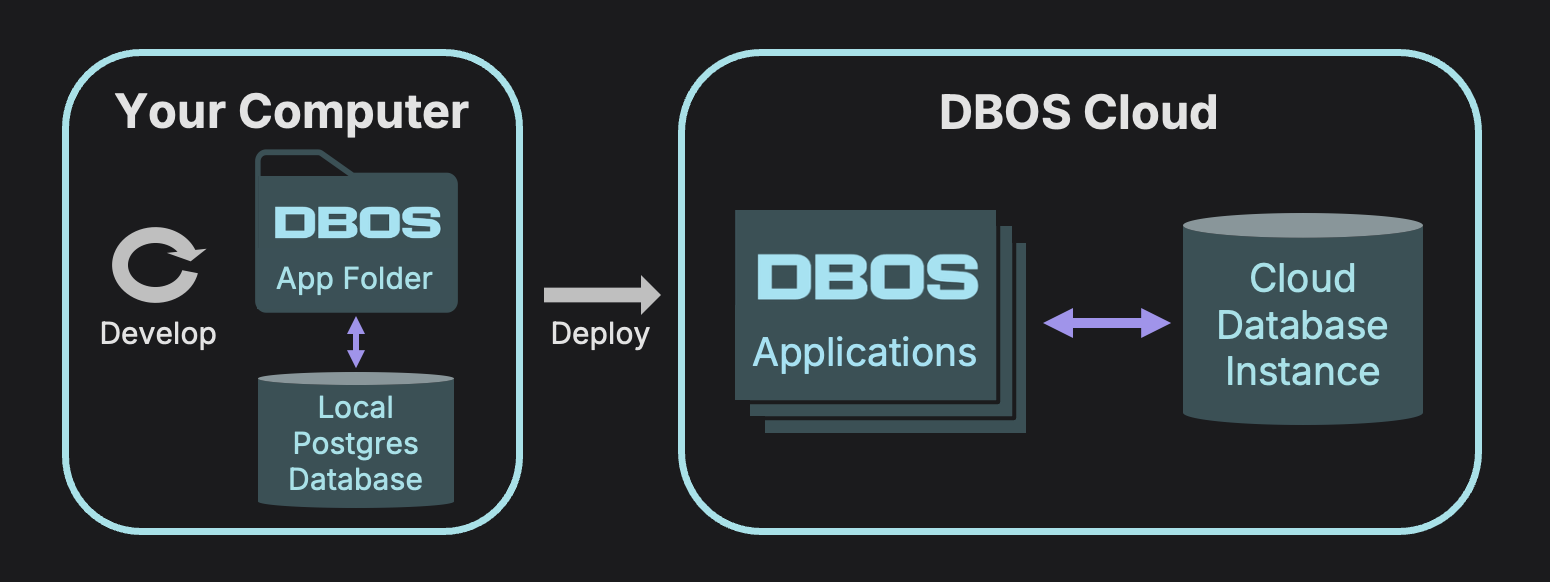 Your Computer
DBOS
App Folder
Develop
Local
Postgres
Database
Deploy
DBOS Cloud
DBOS
Applications
Cloud
Database
Instance